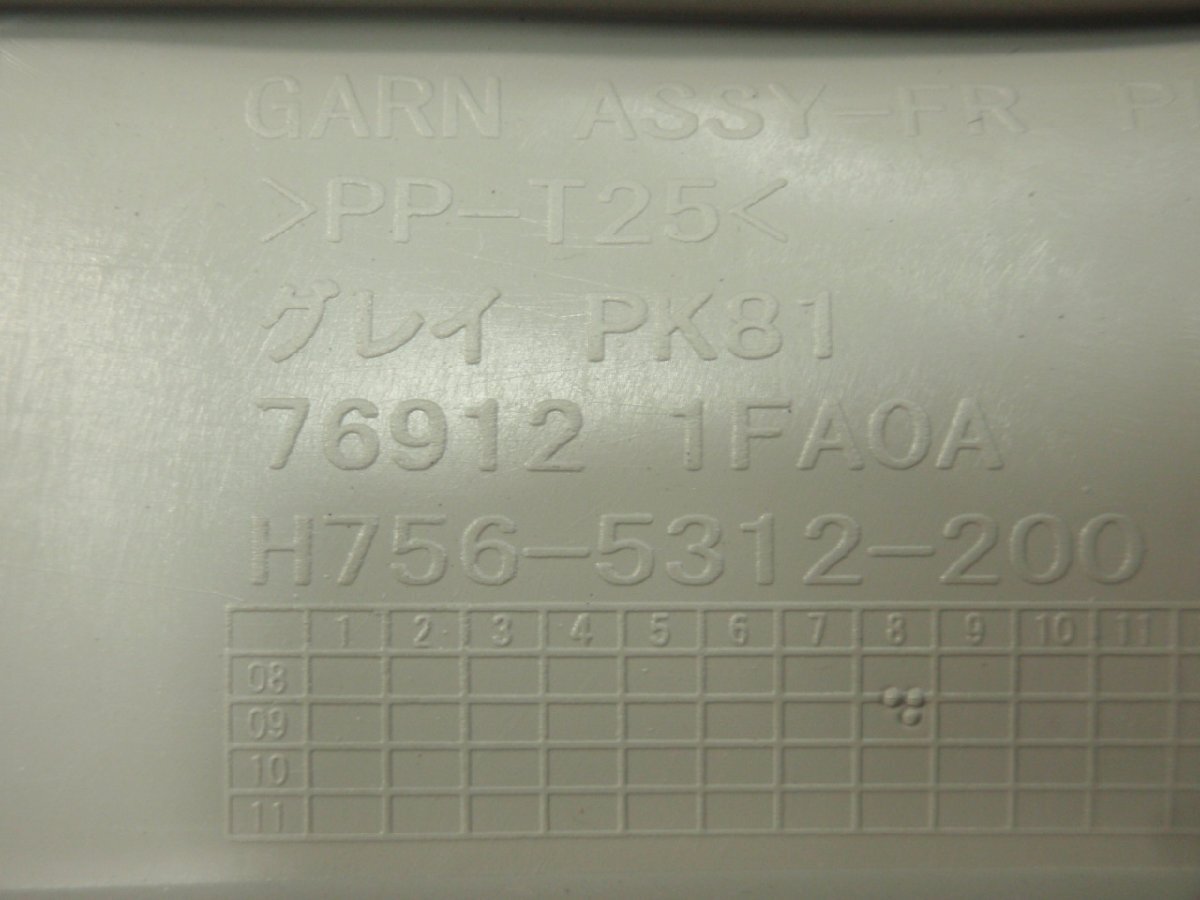 GARN ASSY-FR P
>PP-T25<
グレイ PK81
76912 1FA0A
H756-5312-200
1 2 3 4 5 6 7 8 9 10 11
08
09
10
11